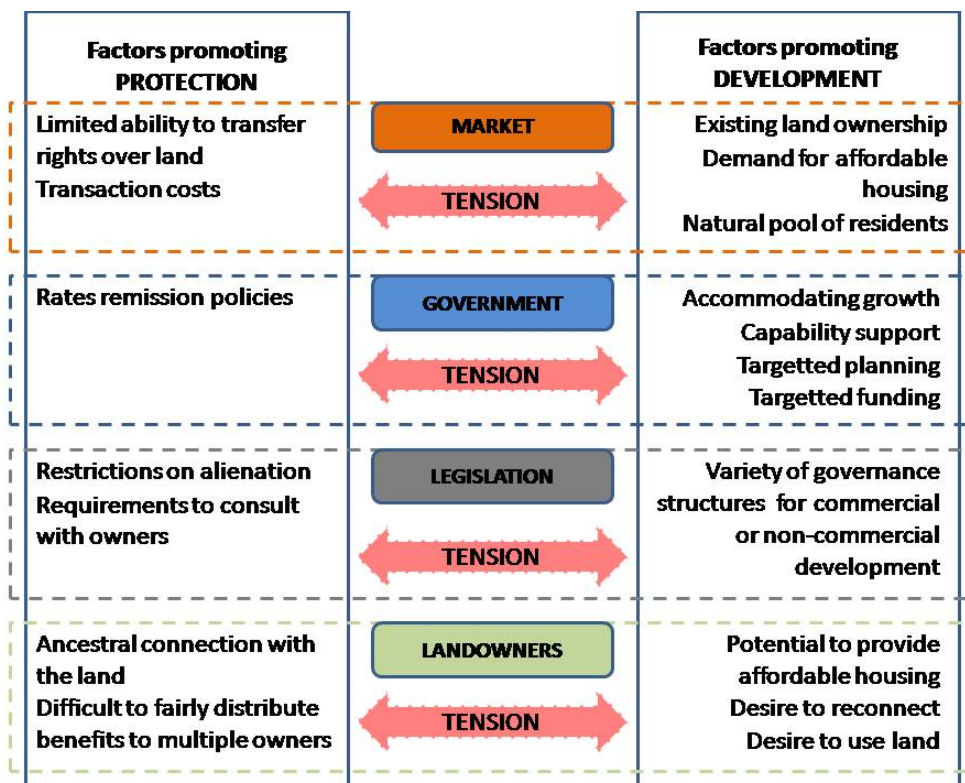 Factors promoting
PROTECTION
Factors promoting
DEVELOPMENT
Limited ability to transfer
rights over land
Transaction costs
MARKET
TENSION
Existing land ownership
Demand for affordable
housing
Natural pool of residents
Rates remission policies
GOVERNMENT
TENSION
Accommodating growth
Capability support
Targetted planning
Targetted funding
Restrictions on alienation
Requirements to consult
with owners
LEGISLATION
TENSION
Variety of governance
structures for commercial
or non-commercial
development
Ancestral connection with
the land
Difficult to fairly distribute
benefits to multiple owners
LANDOWNERS
TENSION
Potential to provide
affordable housing
Desire to reconnect
Desire to use land